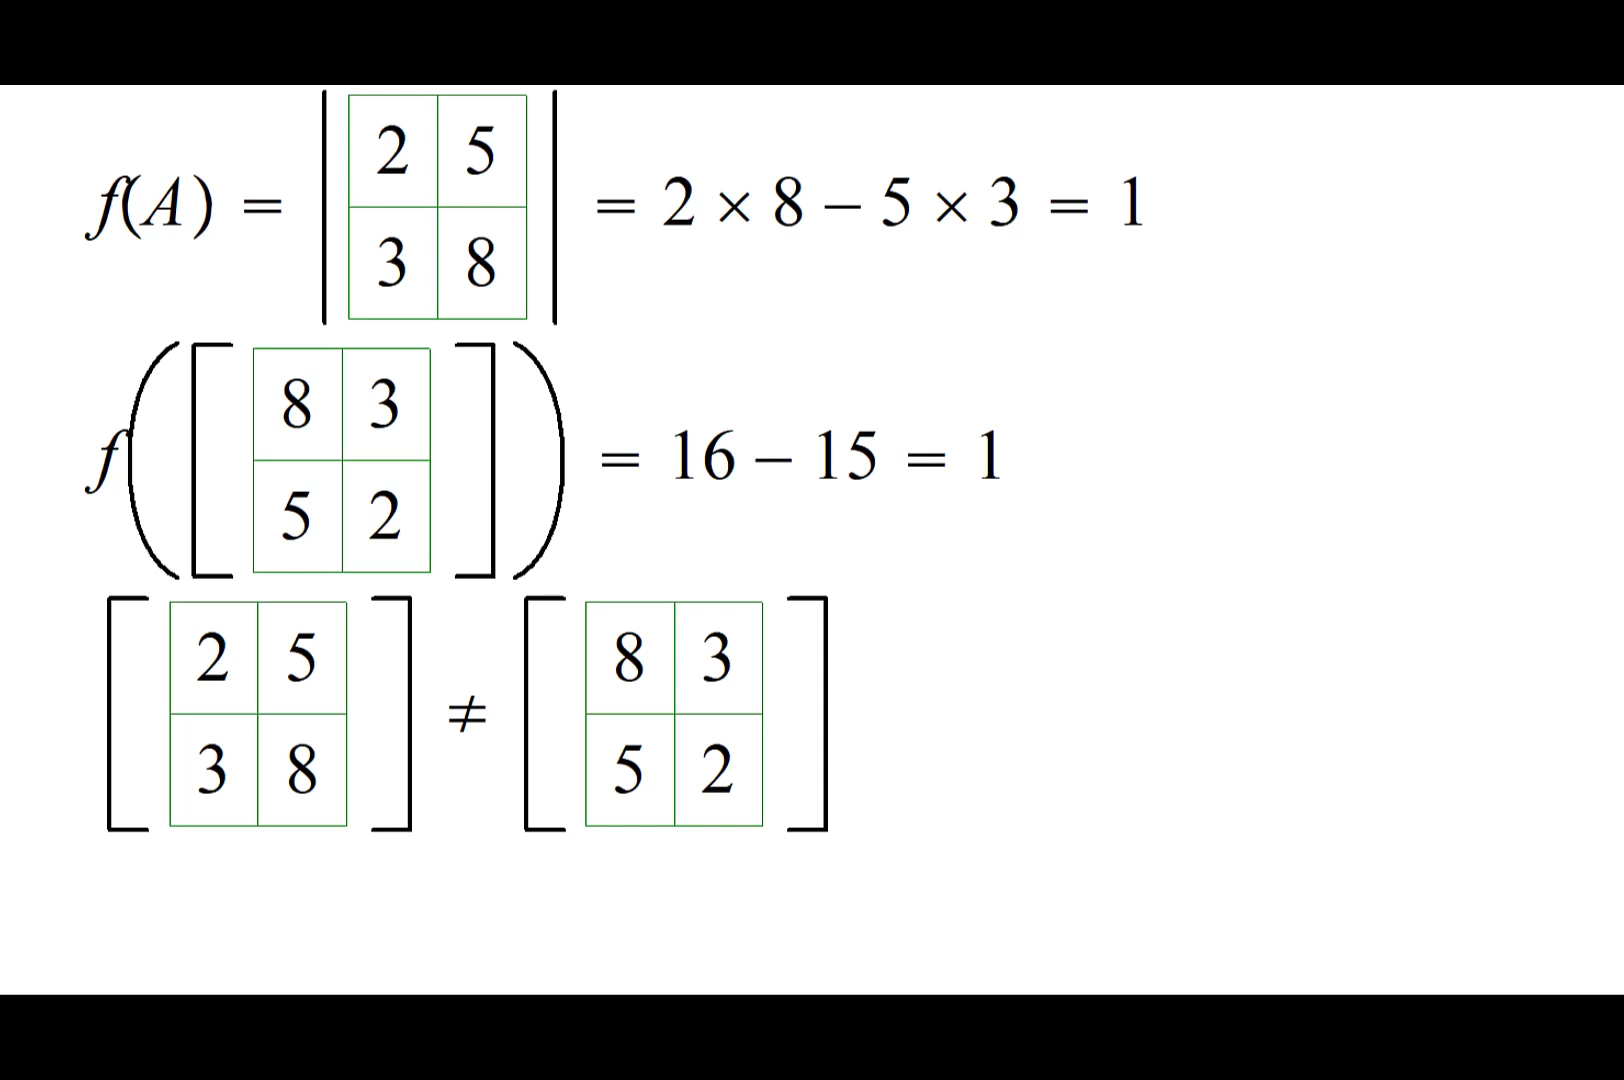 f(A) = | 2 5 | = 2 × 8 − 5 × 3 = 1
| 3 8 |
f([ 8 3 ]) = 16 − 15 = 1
[ 5 2 ]
[ 2 5 ] ≠ [ 8 3 ]
[ 3 8 ] [ 5 2 ]